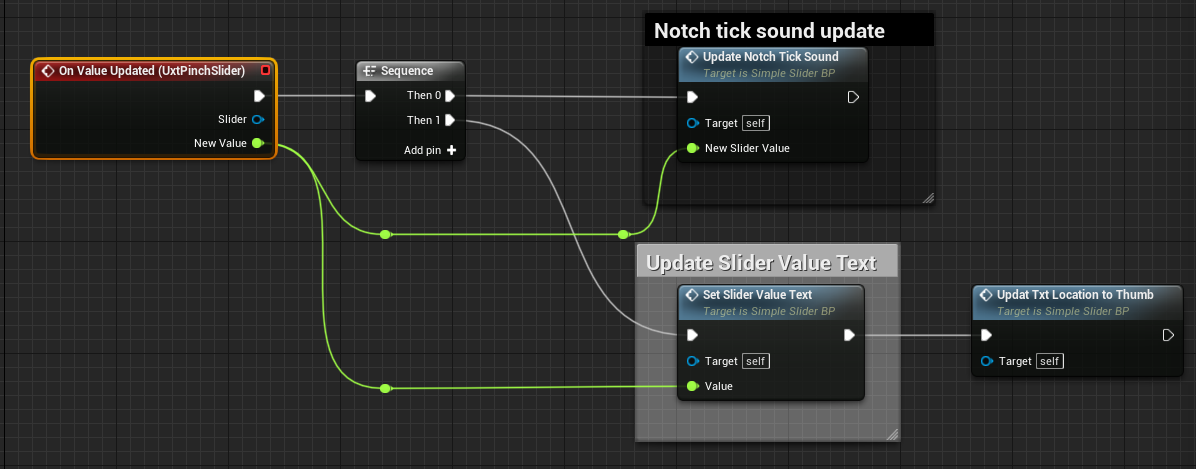 Notch tick sound update
On Value Updated (UxtPinchSlider)
Slider
New Value
Sequence
Then 0
Then 1
Add pin
Update Notch Tick Sound
Target is Simple Slider BP
Target self
New Slider Value
Update Slider Value Text
Set Slider Value Text
Target is Simple Slider BP
Target self
Value
Updat Txt Location to Thumb
Target is Simple Slider BP
Target self